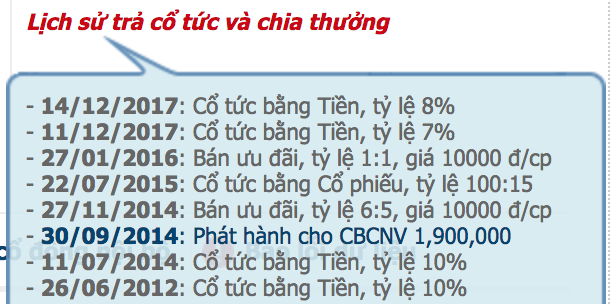 Lịch sử trả cổ tức và chia thưởng
- 14/12/2017: Cổ tức bằng Tiền, tỷ lệ 8%
- 11/12/2017: Cổ tức bằng Tiền, tỷ lệ 7%
- 27/01/2016: Bán ưu đãi, tỷ lệ 1:1, giá 10000 đ/cp
- 22/07/2015: Cổ tức bằng Cổ phiếu, tỷ lệ 100:15
- 27/11/2014: Bán ưu đãi, tỷ lệ 6:5, giá 10000 đ/cp
- 30/09/2014: Phát hành cho CBCNV 1,900,000
- 11/07/2014: Cổ tức bằng Tiền, tỷ lệ 10%
- 26/06/2012: Cổ tức bằng Tiền, tỷ lệ 10%